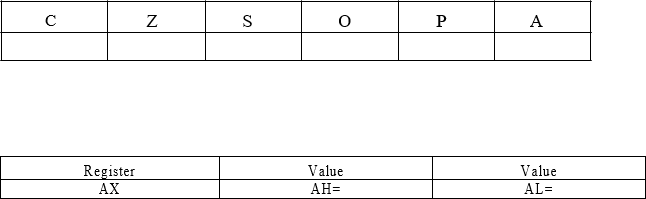 C Z S O P A
Register Value Value
AX AH= AL=